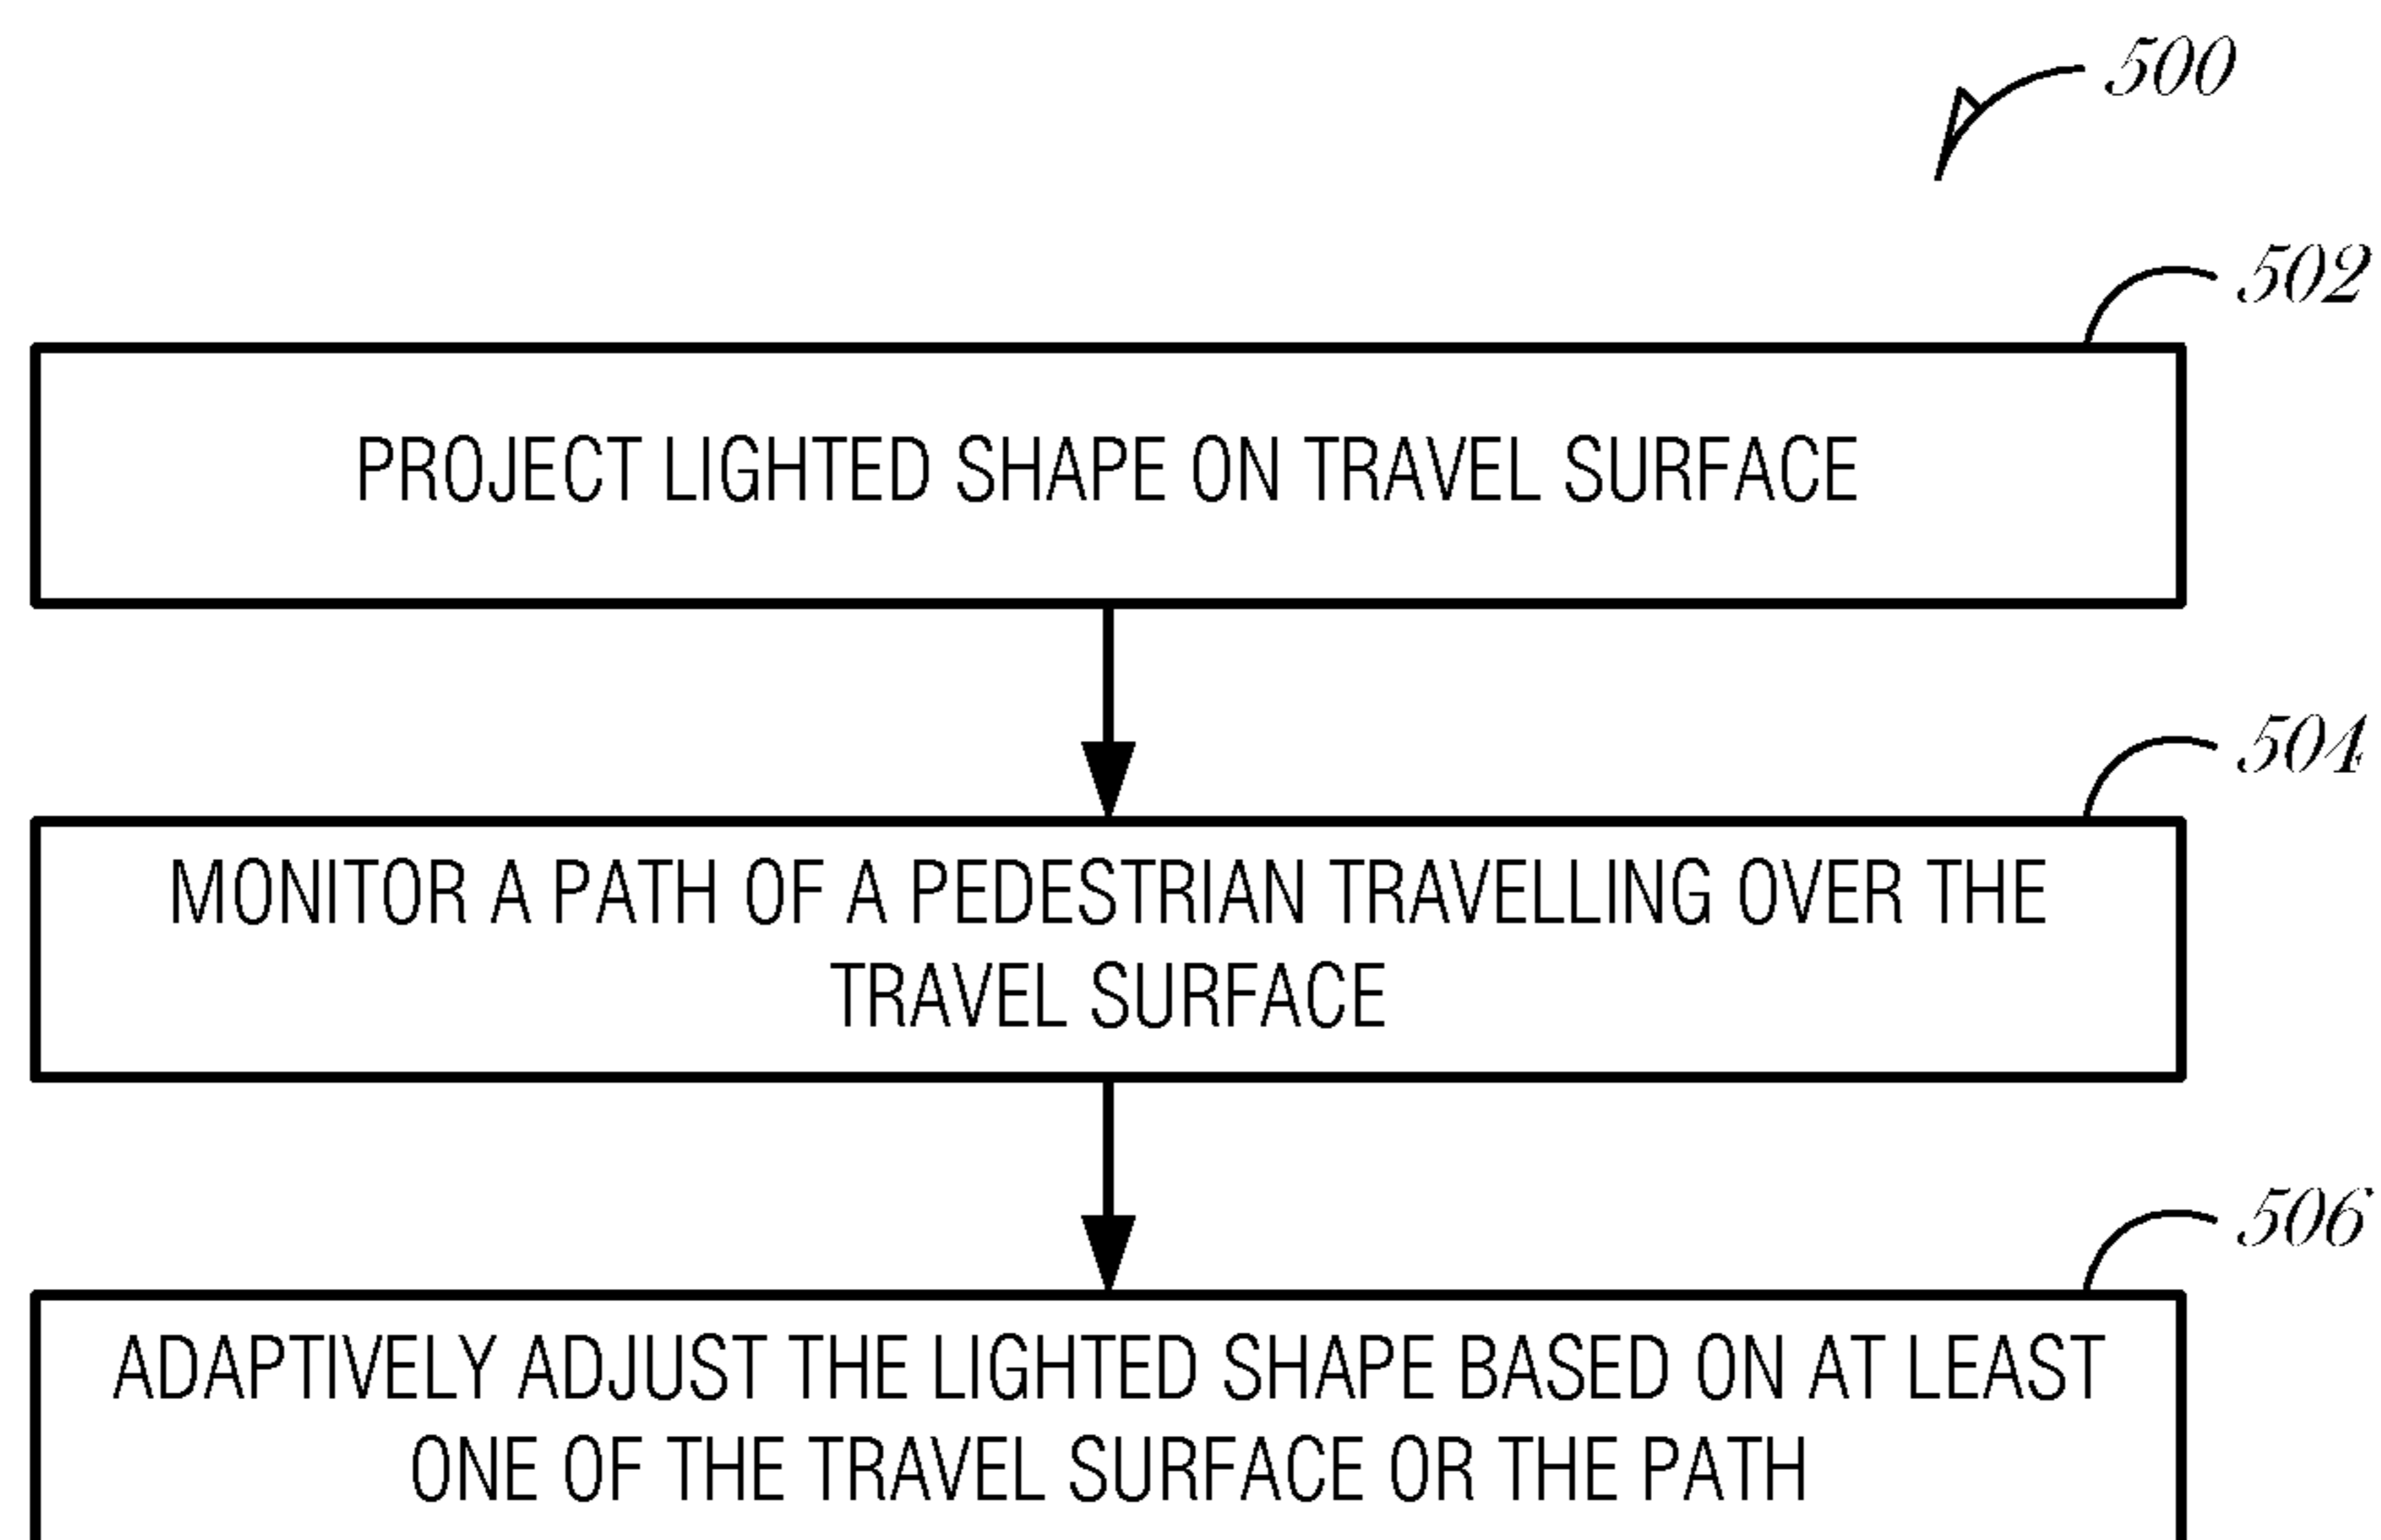 500
502
PROJECT LIGHTED SHAPE ON TRAVEL SURFACE
504
MONITOR A PATH OF A PEDESTRIAN TRAVELLING OVER THE
TRAVEL SURFACE
506
ADAPTIVELY ADJUST THE LIGHTED SHAPE BASED ON AT LEAST
ONE OF THE TRAVEL SURFACE OR THE PATH